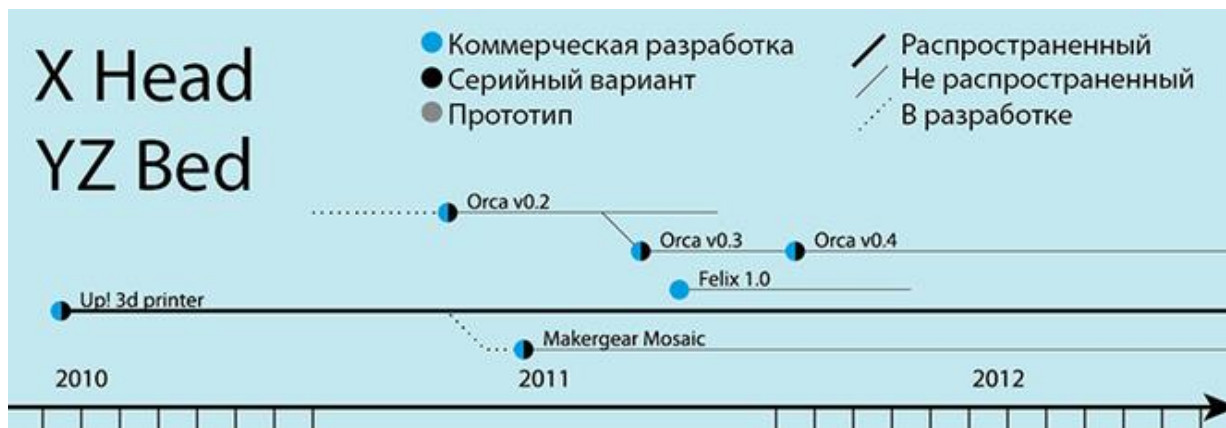 X Head
YZ Bed
Коммерческая разработка
Серийный вариант
Прототип
Распространенный
Не распространенный
В разработке
Orca v0.2
Orca v0.3
Orca v0.4
Felix 1.0
Up! 3d printer
Makergear Mosaic
2010
2011
2012